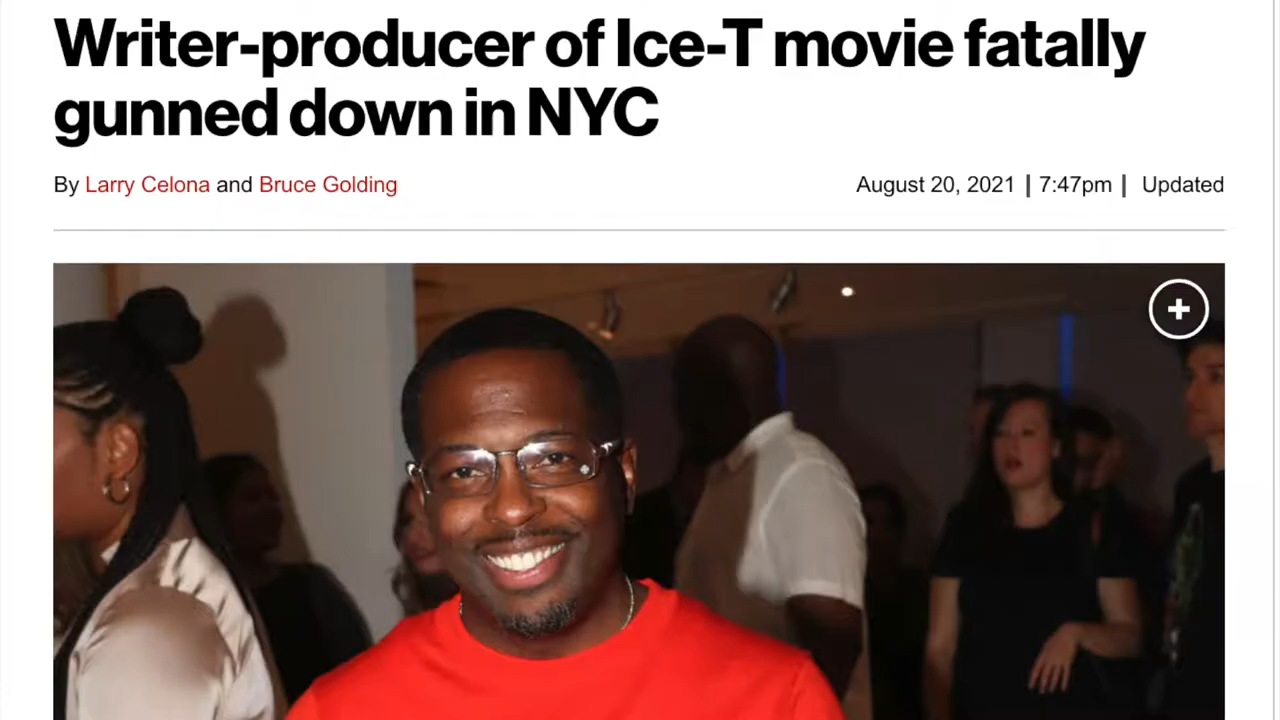 Writer-producer of Ice-T movie fatally
gunned down in NYC
By Larry Celona and Bruce Golding
August 20, 2021 | 7:47pm | Updated